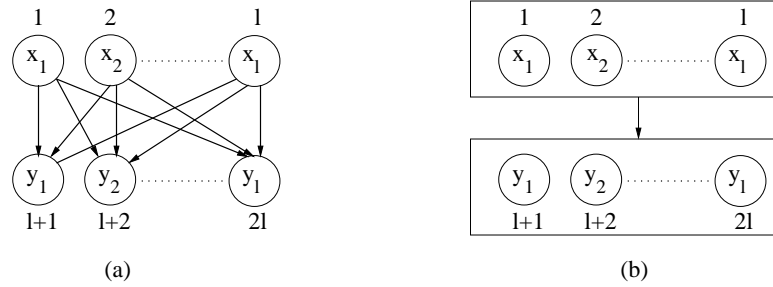 1 2 l 1 2 l
x1 x2 xl x1 x2 xl
y1 y2 yl y1 y2 yl
l+1 l+2 2l l+1 l+2 2l
(a) (b)